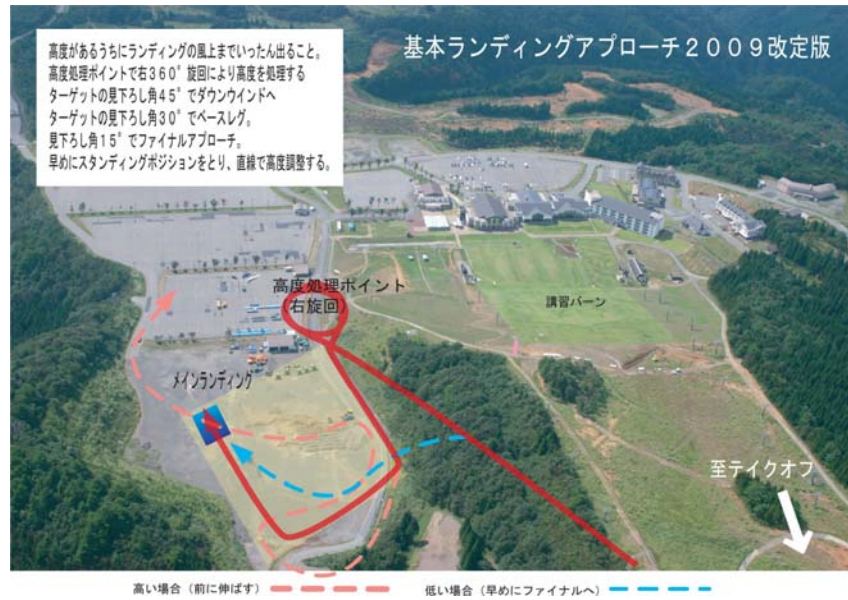 基本ランディングアプローチ2009改定版
高度があるうちにランディングの風上までいったん出ること。
高度処理ポイントで右360°旋回により高度を処理する
ターゲットの見下ろし角45°でダウンウインドへ
ターゲットの見下ろし角30°でベースレグ。
見下ろし角15°でファイナルアプローチ。
早めにスタンディングポジションをとり、直線で高度調整する。
高度処理ポイント
(右旋回)
講習バーン
メインランディング
至テイクオフ
高い場合(前に伸ばす)
低い場合(早めにファイナルへ)